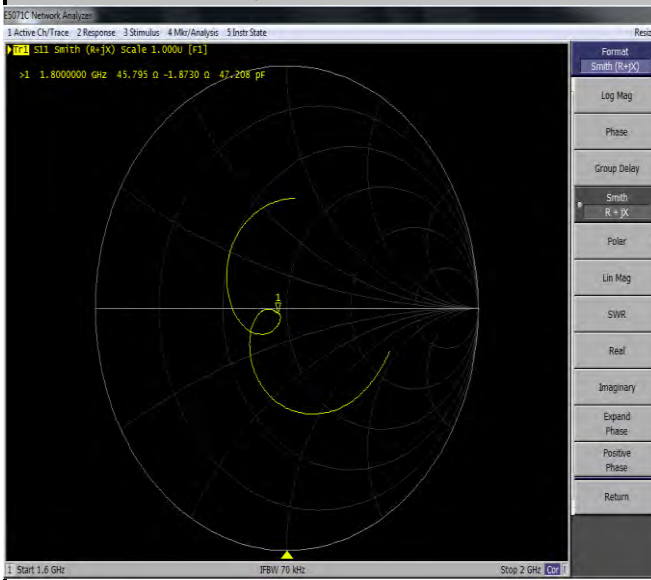 E5071C Network Analyzer
1 Active Ch/Trace 2 Response 3 Stimulus 4 Mkr/Analysis 5 Instr State
Resiz
Tr1 S11 Smith (R+jX) Scale 1.000U [F1]
>1 1.8000000 GHz 45.795 Ω -1.8730 Ω 47.208 pF
1
Format
Smith (R+jX)
Log Mag
Phase
Group Delay
Smith
R + jX
Polar
Lin Mag
SWR
Real
Imaginary
Expand
Phase
Positive
Phase
Return
1 Start 1.6 GHz IFBW 70 kHz Stop 2 GHz Cor